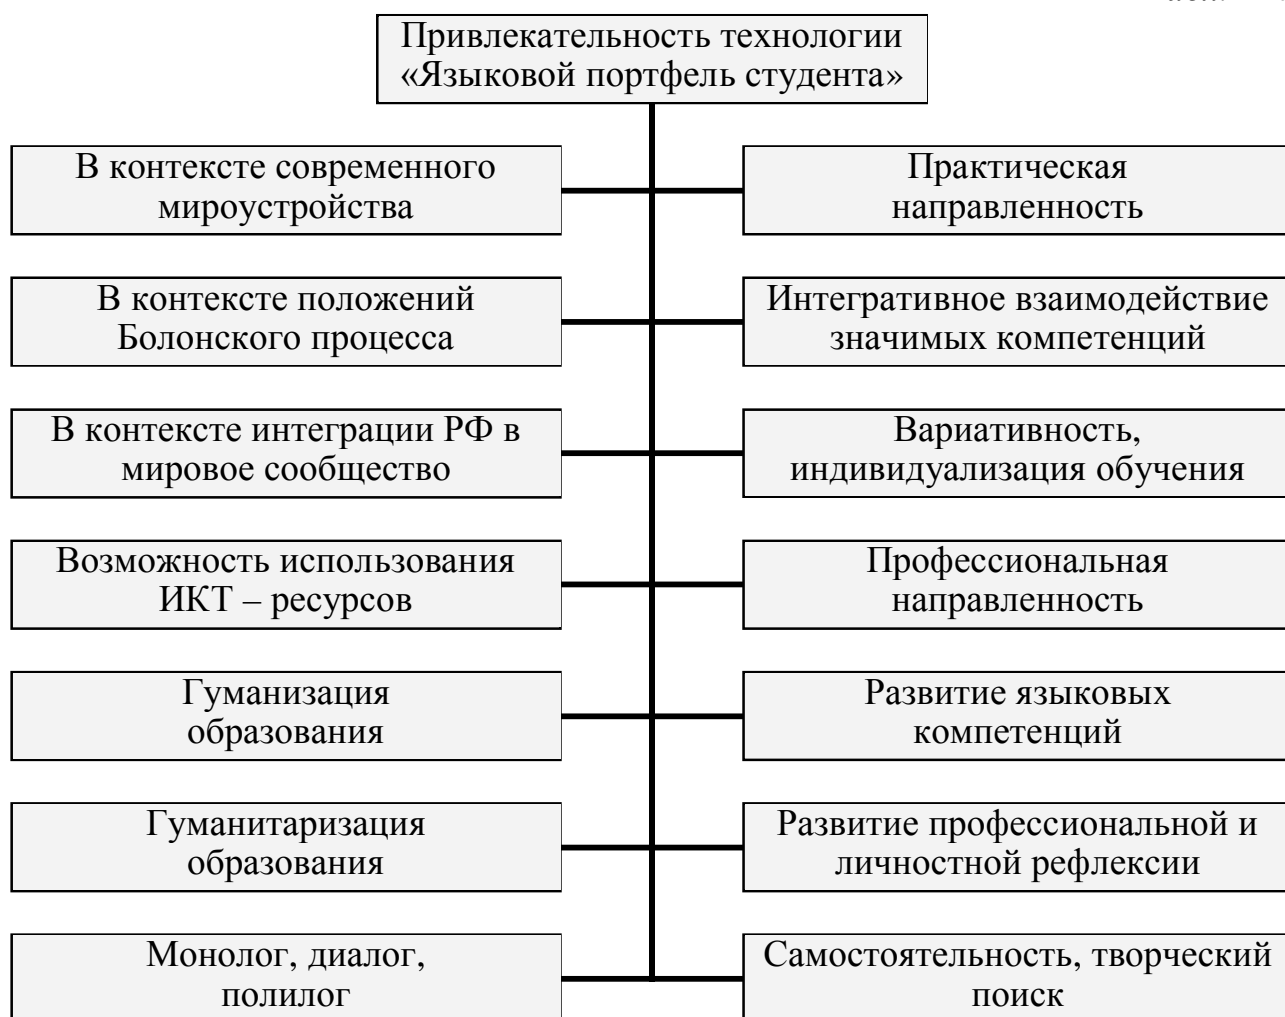 Привлекательность технологии
«Языковой портфель студента»
В контексте современного
мироустройства
Практическая
направленность
В контексте положений
Болонского процесса
Интегративное взаимодействие
значимых компетенций
В контексте интеграции РФ в
мировое сообщество
Вариативность,
индивидуализация обучения
Возможность использования
ИКТ – ресурсов
Профессиональная
направленность
Гуманизация
образования
Развитие языковых
компетенций
Гуманитаризация
образования
Развитие профессиональной и
личностной рефлексии
Монолог, диалог,
полилог
Самостоятельность, творческий
поиск